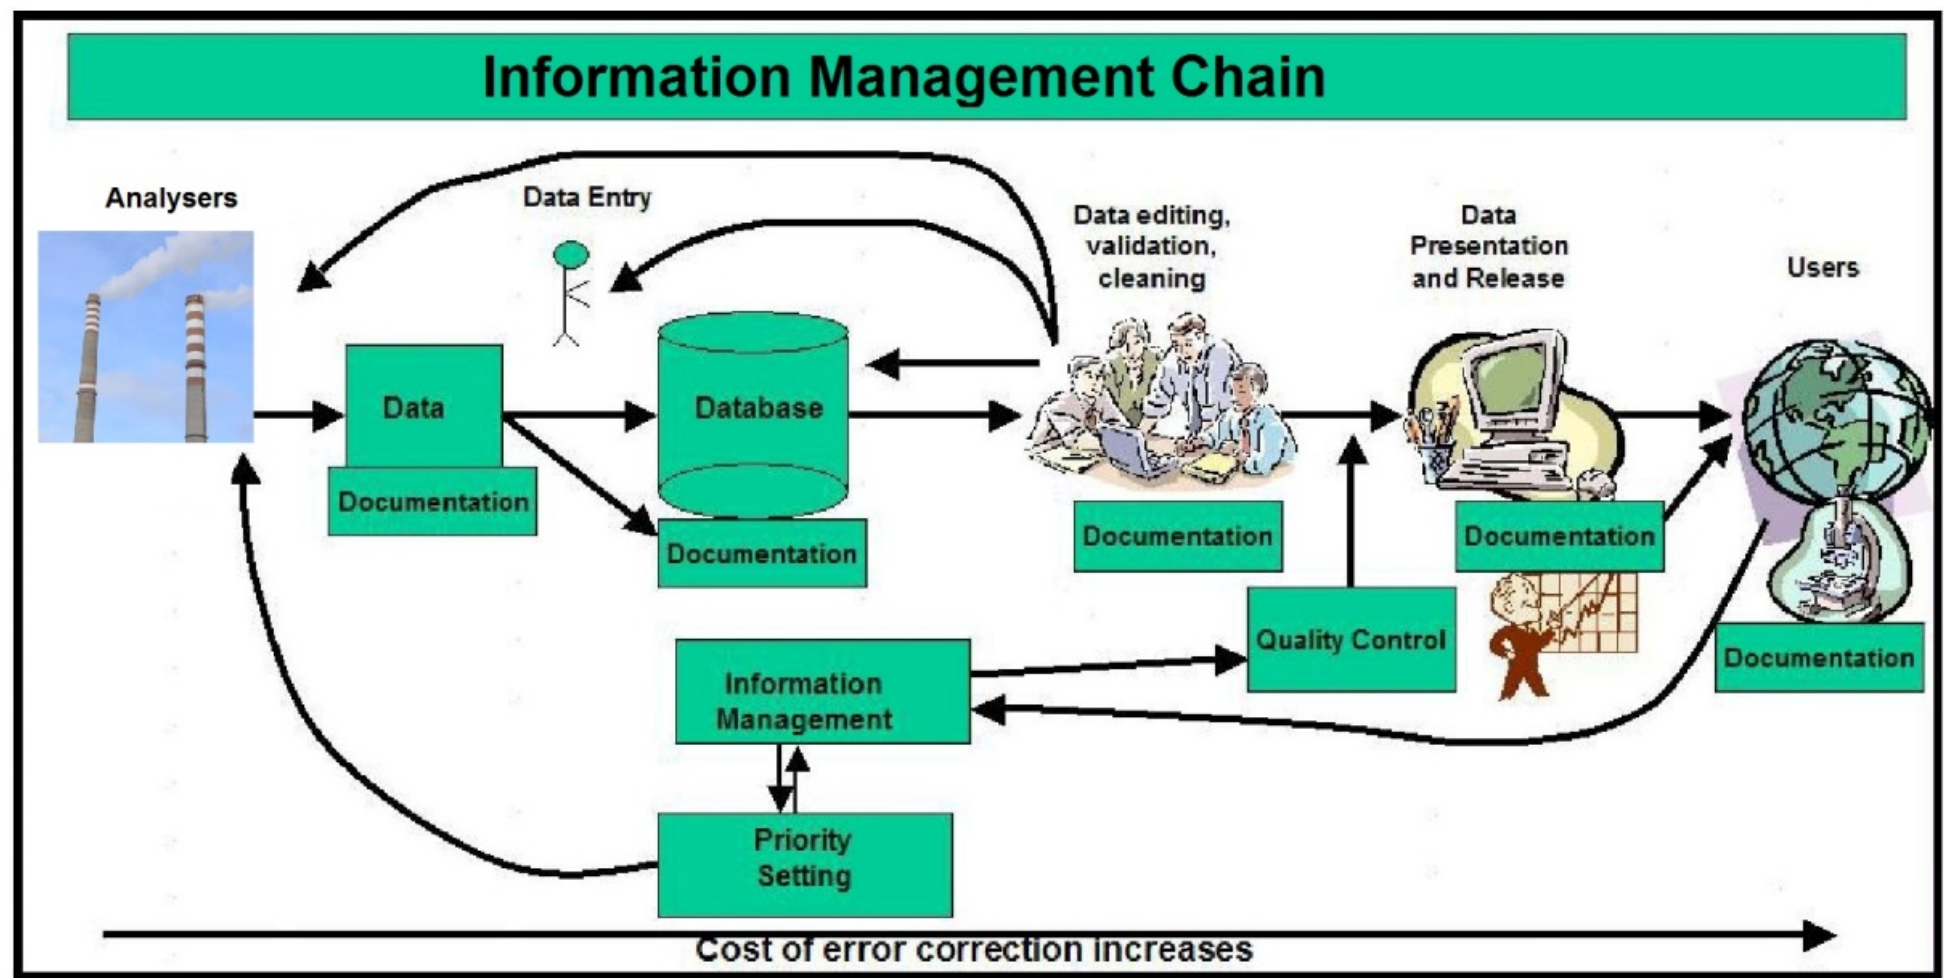 Information Management Chain
Analysers
Data Entry
Data editing,
validation,
cleaning
Data
Presentation
and Release
Users
Data
Documentation
Database
Documentation
Documentation
Documentation
Quality Control
Documentation
Information
Management
Priority
Setting
Cost of error correction increases